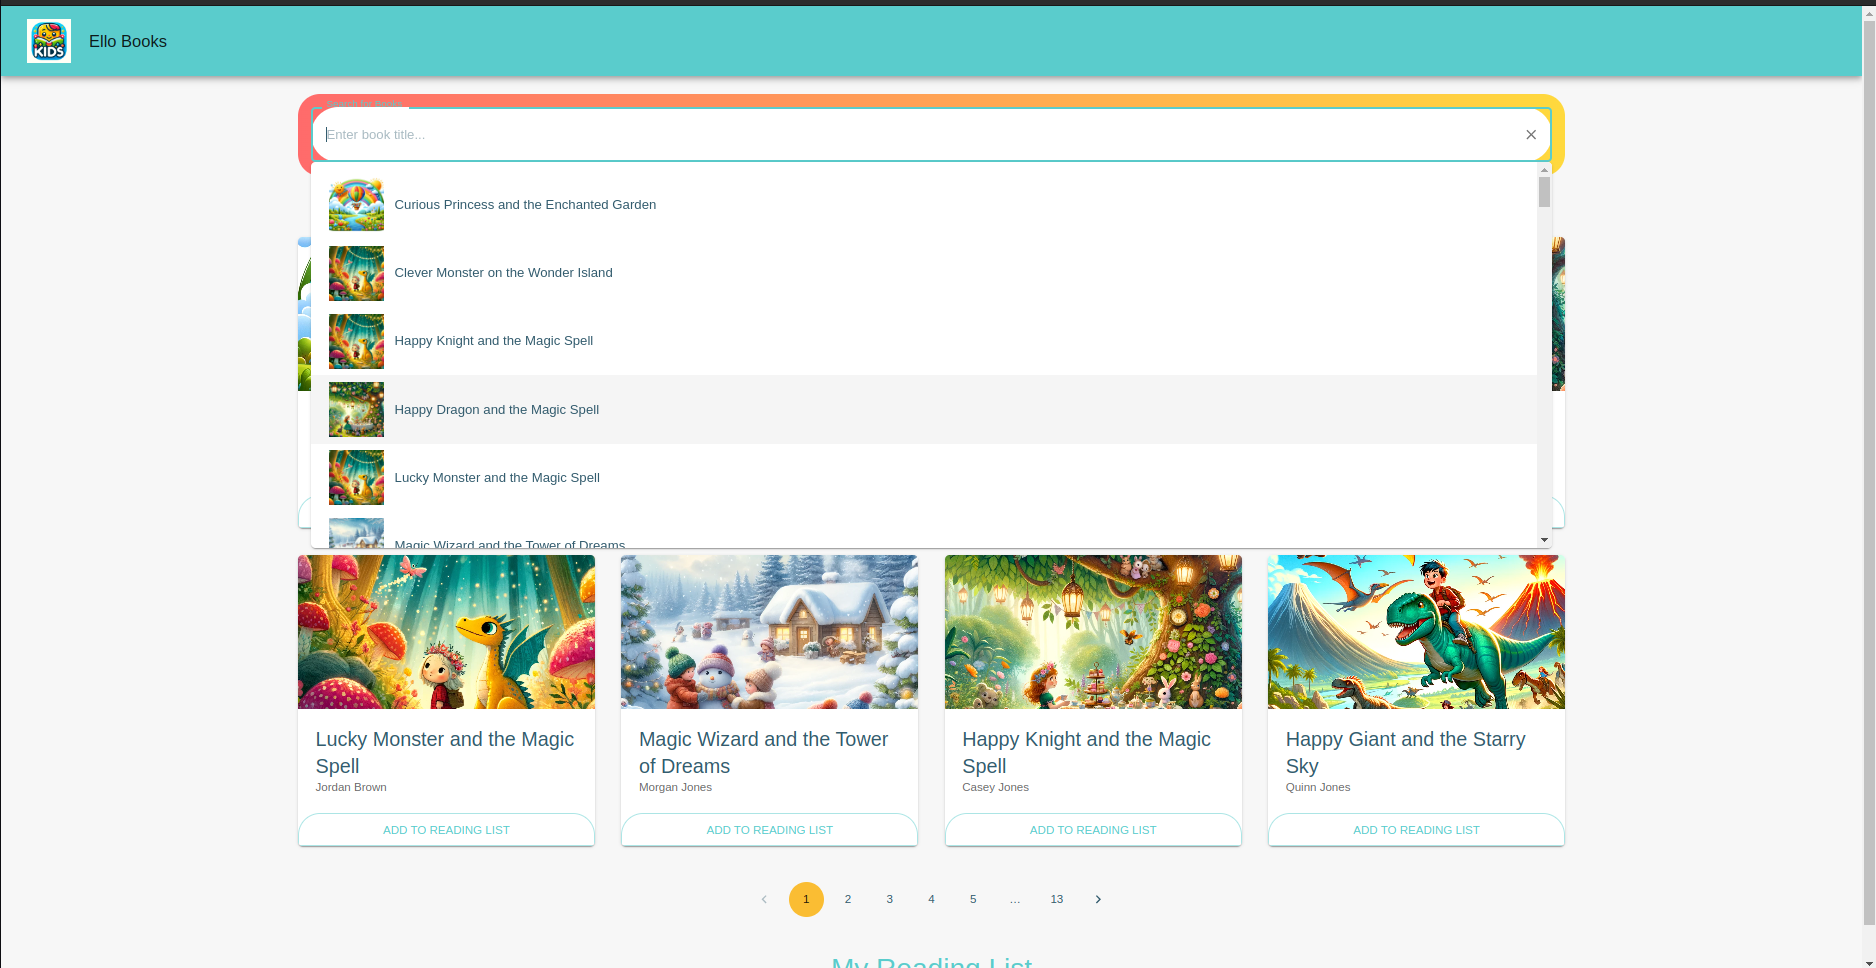 KIDS
Ello Books
Enter book title...
Curious Princess and the Enchanted Garden
Clever Monster on the Wonder Island
Happy Knight and the Magic Spell
Happy Dragon and the Magic Spell
Lucky Monster and the Magic Spell
Magic Wizard and the Tower of Dreams
Lucky Monster and the Magic
Spell
Jordan Brown
ADD TO READING LIST
Magic Wizard and the Tower
of Dreams
Morgan Jones
ADD TO READING LIST
Happy Knight and the Magic
Spell
Casey Jones
ADD TO READING LIST
Happy Giant and the Starry
Sky
Quinn Jones
ADD TO READING LIST
1 2 3 4 5 ... 13
My Reading List